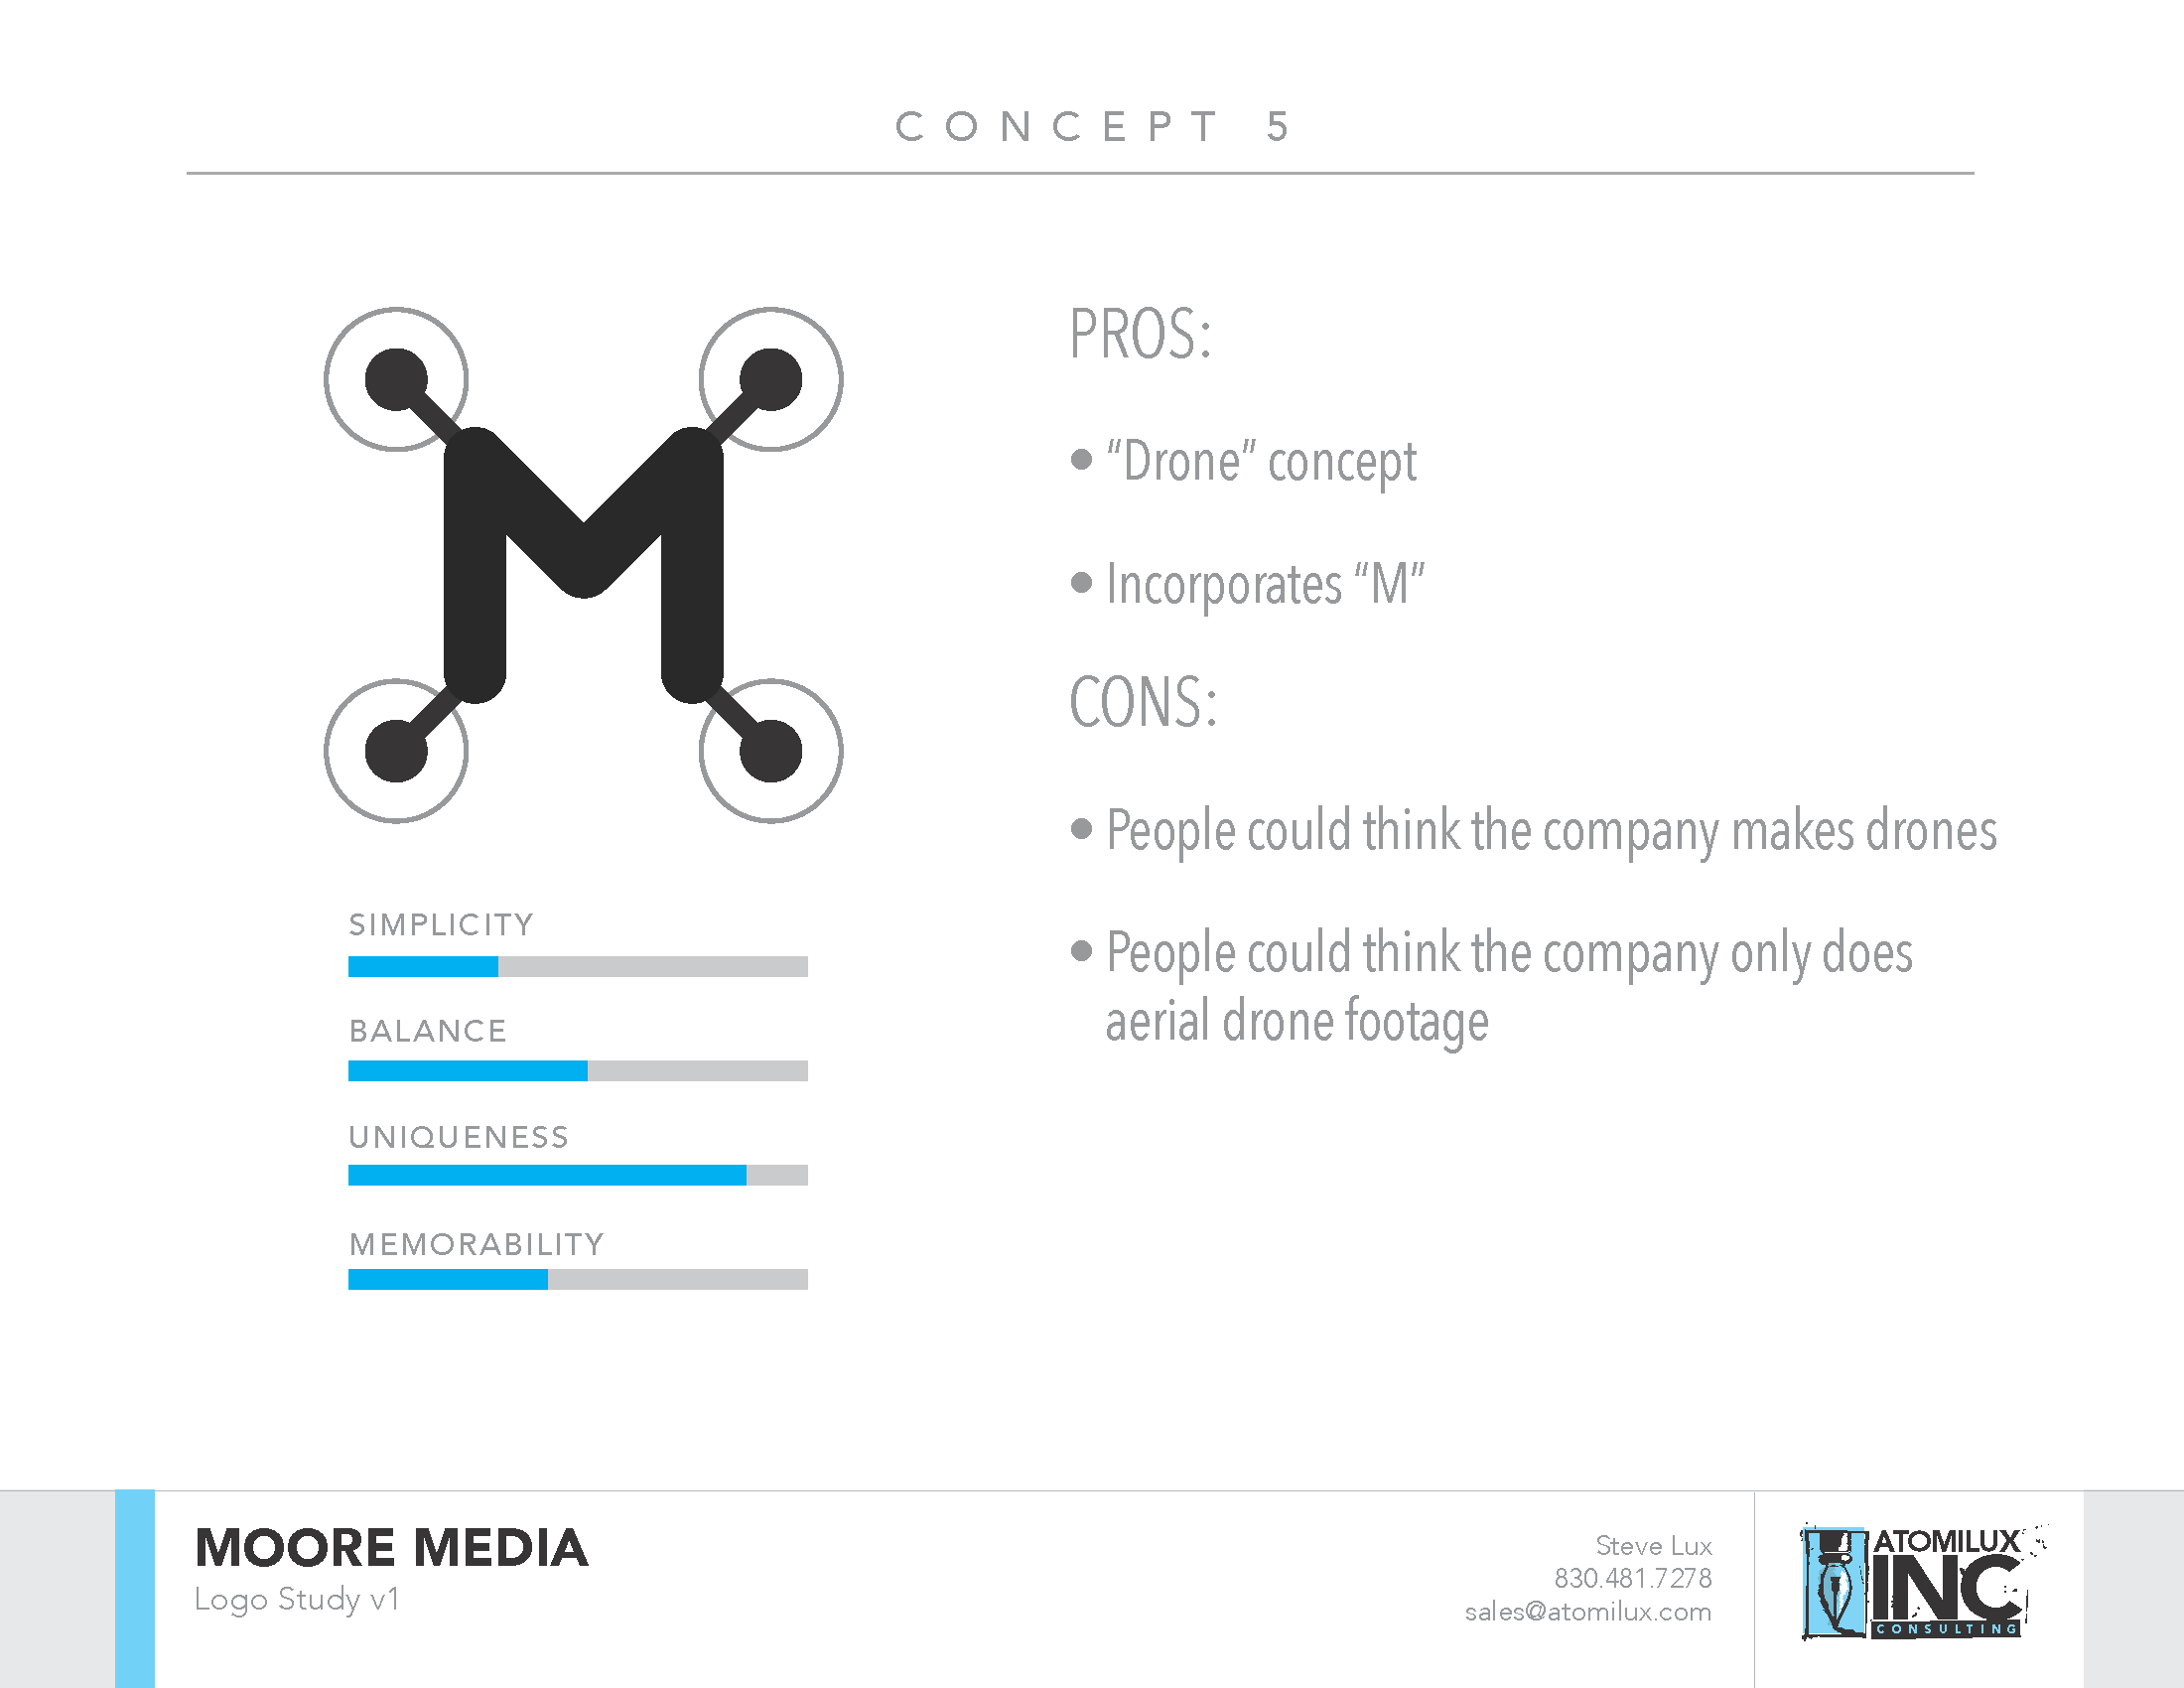 CONCEPT 5
M
PROS:
• “Drone” concept
• Incorporates “M”
CONS:
• People could think the company makes drones
• People could think the company only does
aerial drone footage
SIMPLICITY
BALANCE
UNIQUENESS
MEMORABILITY
MOORE MEDIA
Logo Study v1
Steve Lux
830.481.7278
sales@atomilux.com
ATOMILUX
INC
CONSULTING